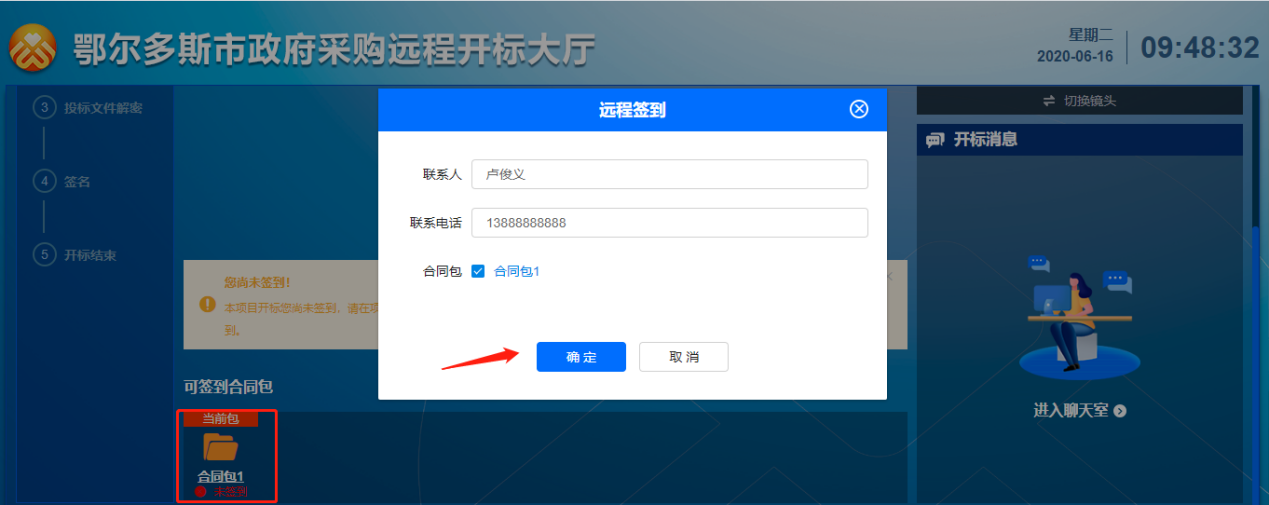 鄂尔多斯市政府采购远程开标大厅
星期二
2020-06-16
09:48:32
3 投标文件解密
4 签名
5 开标结束
远程签到
联系人 卢俊义
联系电话 13888888888
合同包 合同包1
确定 取消
您尚未签到!
本项目开标您尚未签到, 请在项
到。
可签到合同包
当前包
合同包1
未签到
切换镜头
开标消息
进入聊天室